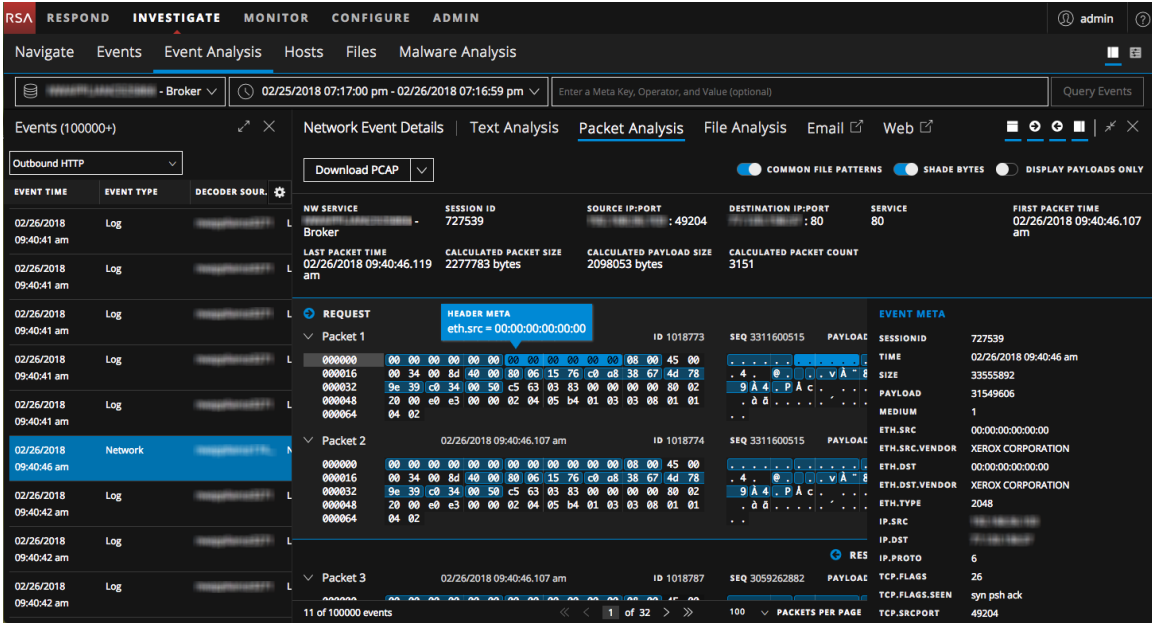 RSA RESPOND INVESTIGATE MONITOR CONFIGURE ADMIN admin
Navigate Events Event Analysis Hosts Files Malware Analysis
- Broker 02/25/2018 07:17:00 pm - 02/26/2018 07:16:59 pm Enter a Meta Key, Operator, and Value (optional) Query Events
Events (100000+)
Outbound HTTP
EVENT TIME EVENT TYPE DECODER SOUR.
02/26/2018 Log
09:40:41 am
02/26/2018 Log
09:40:41 am
02/26/2018 Log
09:40:41 am
02/26/2018 Log
09:40:41 am
02/26/2018 Log
09:40:41 am
02/26/2018 Network
09:40:46 am
02/26/2018 Log
09:40:42 am
02/26/2018 Log
09:40:42 am
02/26/2018 Log
09:40:42 am
Network Event Details Text Analysis Packet Analysis File Analysis Email Web
Download PCAP COMMON FILE PATTERNS SHADE BYTES DISPLAY PAYLOADS ONLY
NW SERVICE SESSION ID SOURCE IP:PORT DESTINATION IP:PORT SERVICE FIRST PACKET TIME
- Broker 727539 : 49204 : 80 80 02/26/2018 09:40:46.107 am
LAST PACKET TIME CALCULATED PACKET SIZE CALCULATED PAYLOAD SIZE CALCULATED PACKET COUNT
02/26/2018 09:40:46.119 am 2277783 bytes 2098053 bytes 3151
REQUEST
HEADER META
eth.src = 00:00:00:00:00:00
Packet 1 ID 1018773 SEQ 3311600515 PAYLOAD
000000 00 00 00 00 00 00 00 00 00 00 00 00 08 00 45 00
000016 00 34 00 8d 40 00 80 06 15 76 c0 a8 38 67 4d 78
000032 9e 39 c0 34 00 50 c5 63 03 83 00 00 00 00 80 02
000048 20 00 e0 e3 00 00 02 04 05 b4 01 03 03 08 01 01
000064 04 02
Packet 2 02/26/2018 09:40:46.107 am ID 1018774 SEQ 3311600515 PAYLOAD
000000 00 00 00 00 00 00 00 00 00 00 00 00 08 00 45 00
000016 00 34 00 8d 40 00 80 06 15 76 c0 a8 38 67 4d 78
000032 9e 39 c0 34 00 50 c5 63 03 83 00 00 00 00 80 02
000048 20 00 e0 e3 00 00 02 04 05 b4 01 03 03 08 01 01
000064 04 02
RES
Packet 3 02/26/2018 09:40:46.107 am ID 1018787 SEQ 3059262882 PAYLOAD
11 of 100000 events 1 of 32 100 PACKETS PER PAGE
EVENT META
SESSIONID 727539
TIME 02/26/2018 09:40:46 am
SIZE 33555892
PAYLOAD 31549606
MEDIUM 1
ETH.SRC 00:00:00:00:00:00
ETH.SRC.VENDOR XEROX CORPORATION
ETH.DST 00:00:00:00:00:00
ETH.DST.VENDOR XEROX CORPORATION
ETH.TYPE 2048
IP.SRC
IP.DST
IP.PROTO 6
TCP.FLAGS 26
TCP.FLAGS.SEEN syn psh ack
TCP.SRCPORT 49204